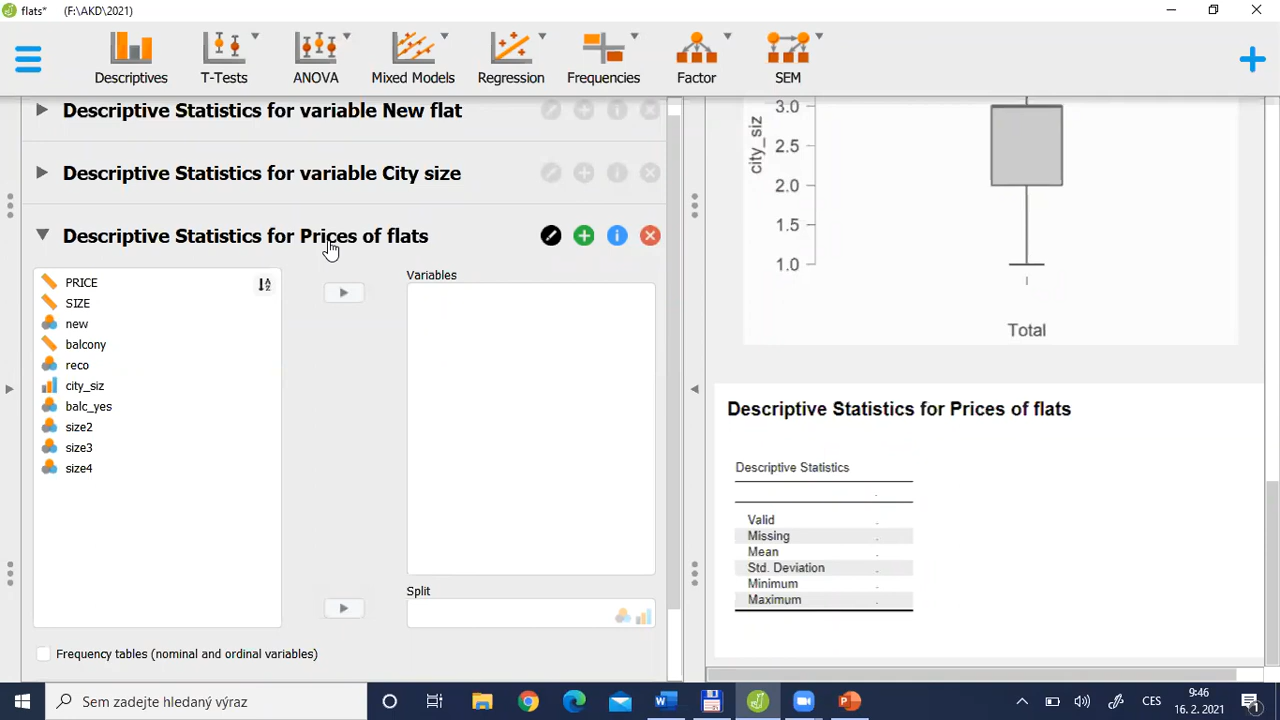 flats* (F:\AKD\2021)
Descriptives T-Tests ANOVA Mixed Models Regression Frequencies Factor SEM
Descriptive Statistics for variable New flat
Descriptive Statistics for variable City size
Descriptive Statistics for Prices of flats
PRICE
SIZE
new
balcony
reco
city_siz
balc_yes
size2
size3
size4
Variables
Split
Frequency tables (nominal and ordinal variables)
city_siz
3.0
2.5
2.0
1.5
1.0
Total
Descriptive Statistics for Prices of flats
Descriptive Statistics
Valid .
Missing .
Mean .
Std. Deviation .
Minimum .
Maximum .
Sem zadejte hledaný výraz
CES
9:46
16. 2. 2021
1